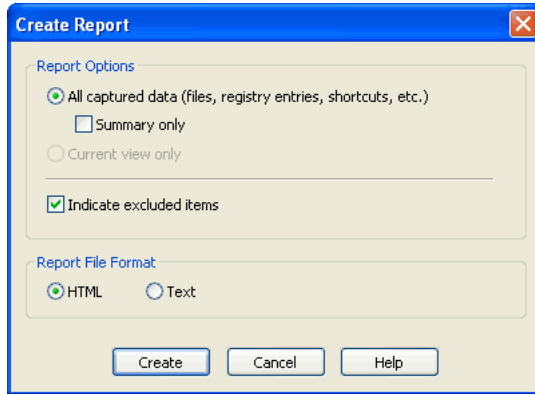 Create Report
Report Options
All captured data (files, registry entries, shortcuts, etc.)
Summary only
Current view only
Indicate excluded items
Report File Format
HTML Text
Create Cancel Help